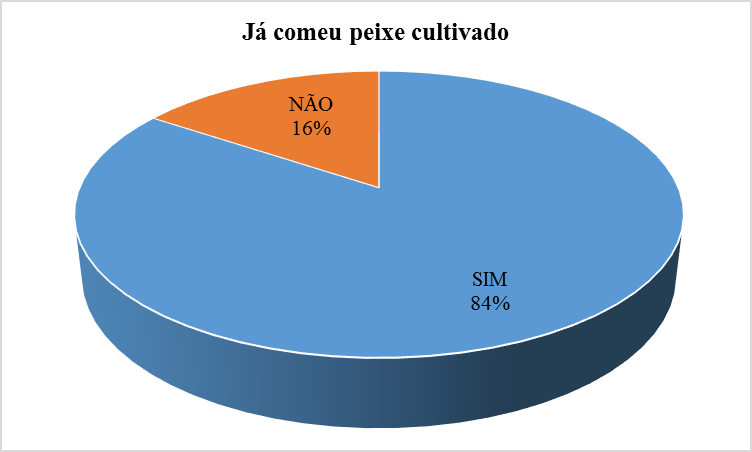 Já comeu peixe cultivado
NÃO
16%
SIM
84%